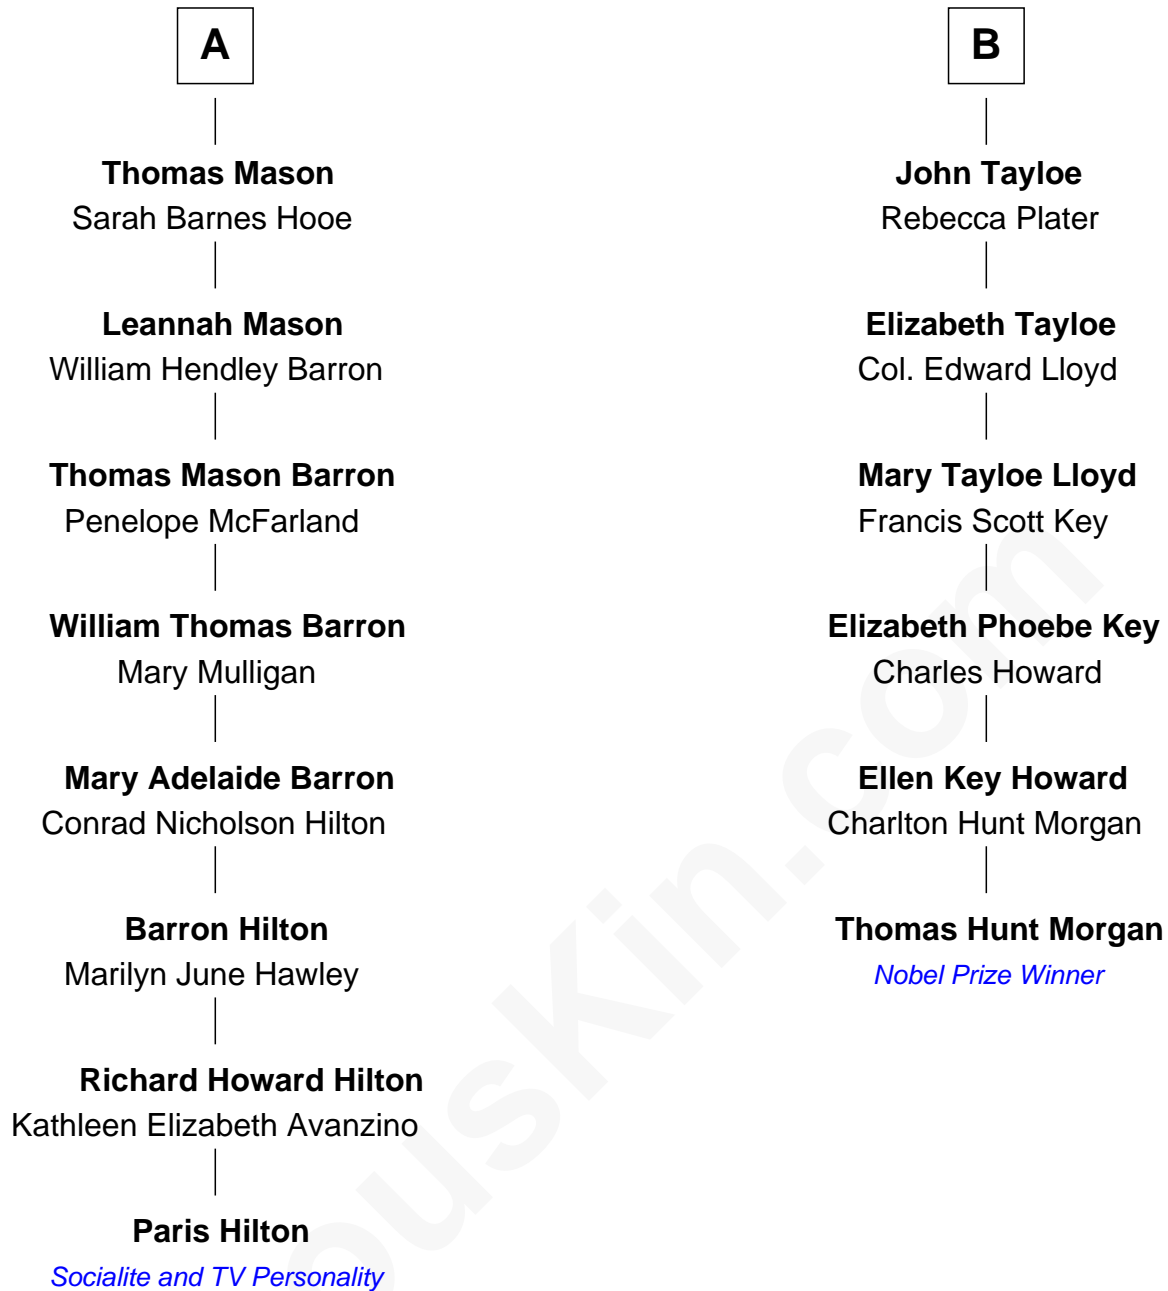 A
Thomas Mason
Sarah Barnes Hooe
Leannah Mason
William Hendley Barron
Thomas Mason Barron
Penelope McFarland
William Thomas Barron
Mary Mulligan
Mary Adelaide Barron
Conrad Nicholson Hilton
Barron Hilton
Marilyn June Hawley
Richard Howard Hilton
Kathleen Elizabeth Avanzino
Paris Hilton
Socialite and TV Personality
B
John Tayloe
Rebecca Plater
Elizabeth Tayloe
Col. Edward Lloyd
Mary Tayloe Lloyd
Francis Scott Key
Elizabeth Phoebe Key
Charles Howard
Ellen Key Howard
Charlton Hunt Morgan
Thomas Hunt Morgan
Nobel Prize Winner
ousKin.com